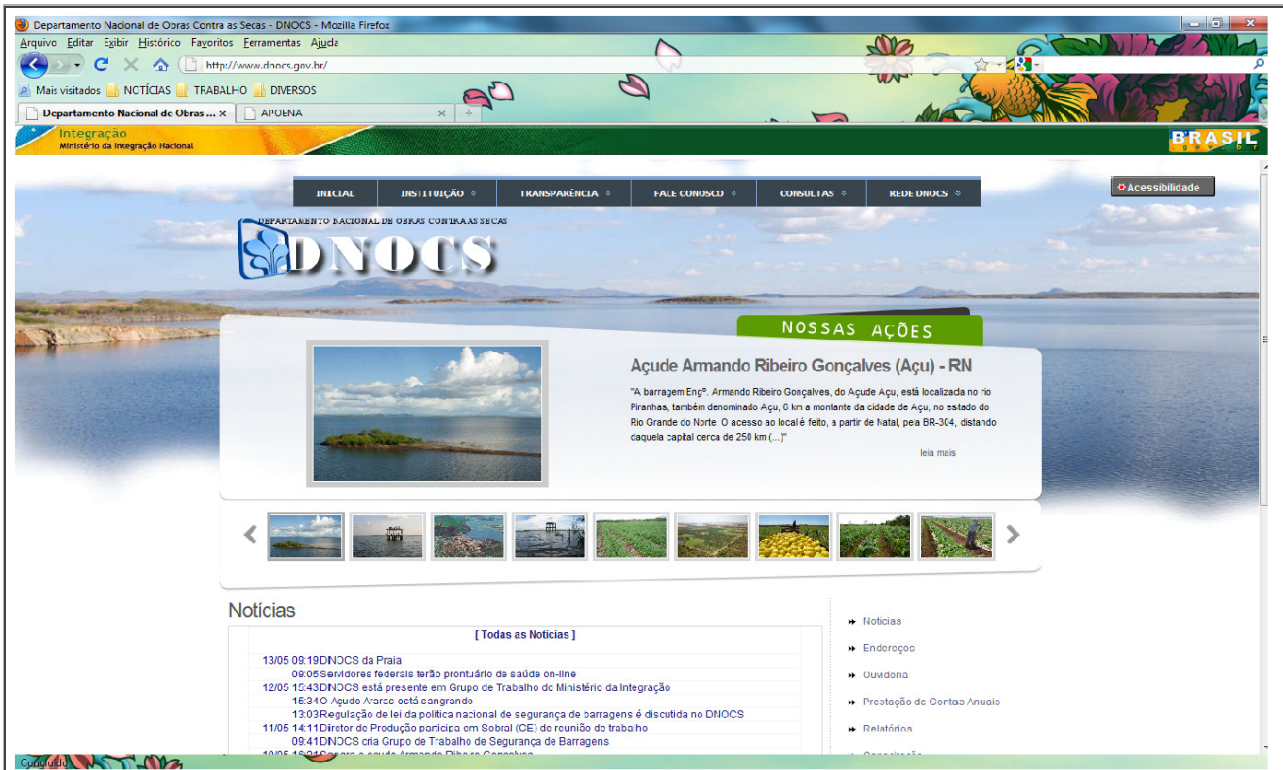 Departamento Nacional de Obras Contra as Secas - DNOCS - Mozilla Firefox
Arquivo Editar Exibir Histórico Favoritos Ferramentas Ajuda
http://www.dnocs.gov.br/
Mais visitados NOTÍCIAS TRABALHO DIVERSOS
Departamento Nacional de Obras ... APOENA
Integração
Ministério da Integração Nacional
BRASIL
INICIAL INSTITUIÇÃO TRANSPARÊNCIA FALE CONOSCO CONSULTAS REDE DNOCS
Acessibilidade
DEPARTAMENTO NACIONAL DE OBRAS CONTRA AS SECAS
DNOCS
NOSSAS AÇÕES
Açude Armando Ribeiro Gonçalves (Açu) - RN
"A barragem Engº. Armando Ribeiro Gonçalves, do Açude Açu, está localizada no rio
Piranhas, também denominado Açu, 6 km a montante da cidade de Açu, no estado do
Rio Grande do Norte. O acesso ao local é feito, a partir de Natal, pela BR-304, distando
daquela capital cerca de 250 km (...)"
leia mais
Notícias
[ Todas as Noticias ]
13/05 09:19DNOCS da Praia
09:05Servidores federais terão prontuário de saúde on-line
12/05 15:43DNOCS está presente em Grupo de Trabalho do Ministério da Integração
15:34O Açude Araras está sangrando
13:03Regulação de lei da política nacional de segurança de barragens é discutida no DNOCS
11/05 14:11Diretor de Produção participa em Sobral (CE) de reunião de trabalho
09:41DNOCS cria Grupo de Trabalho de Segurança de Barragens
Sangra o açude Armando Ribeiro Gonçalves
Noticias
Endereços
Ouvidoria
Prestação de Contas Anuais
Relatórios
Capacitação
Concluído